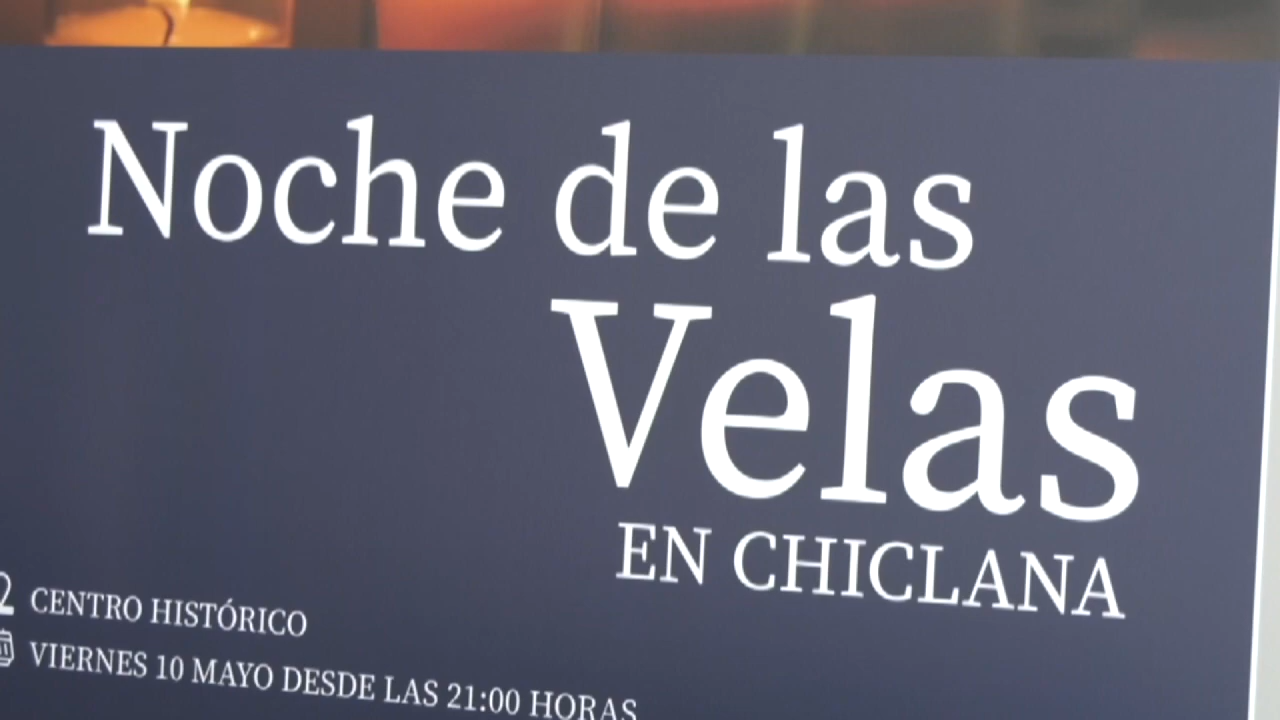 Noche de las
Velas
EN CHICLANA
CENTRO HISTÓRICO
VIERNES 10 MAYO DESDE LAS 21:00 HORAS